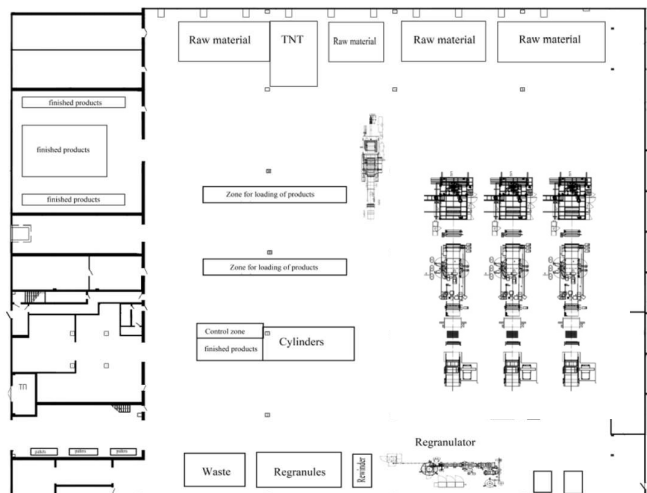 Raw material
TNT
Raw material
Raw material
Raw material
finished products
finished products
finished products
Zone for loading of products
Zone for loading of products
Control zone
finished products
Cylinders
ТП
Regranulator
Waste
Regranules
Rewinder